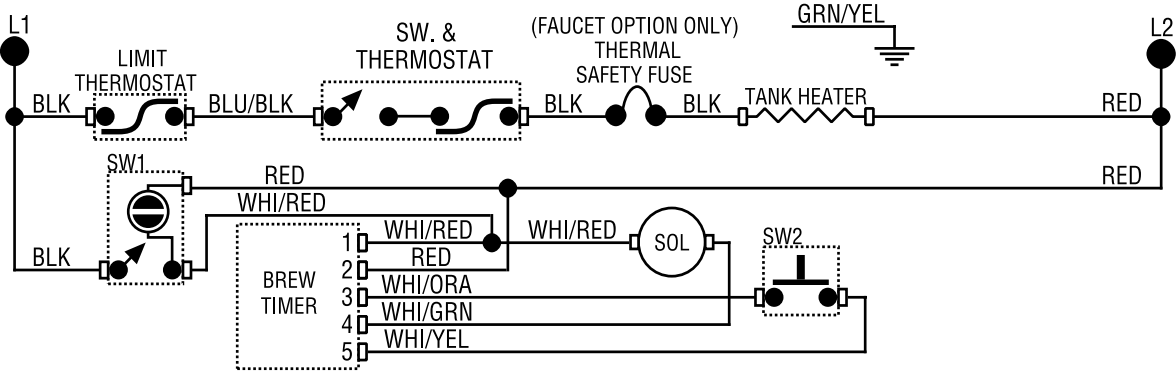 GRN/YEL
L1
L2
(FAUCET OPTION ONLY)
THERMAL
SAFETY FUSE
SW. &
THERMOSTAT
LIMIT
THERMOSTAT
BLK
BLU/BLK
BLK
BLK
TANK HEATER
RED
SW1
RED
RED
WHI/RED
BLK
BREW
TIMER
1
WHI/RED
WHI/RED
SOL
SW2
2
RED
3
WHI/ORA
4
WHI/GRN
5
WHI/YEL